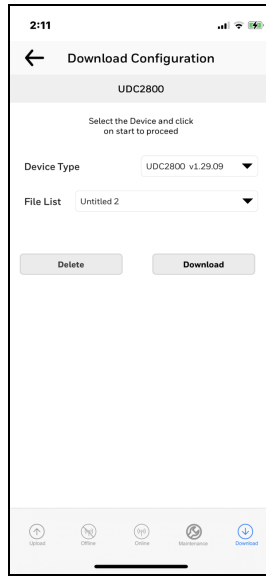 2:11
Download Configuration
UDC2800
Select the Device and click
on start to proceed
Device Type UDC2800 v1.29.09
File List Untitled 2
Delete Download
Upload Offline Online Maintenance Download